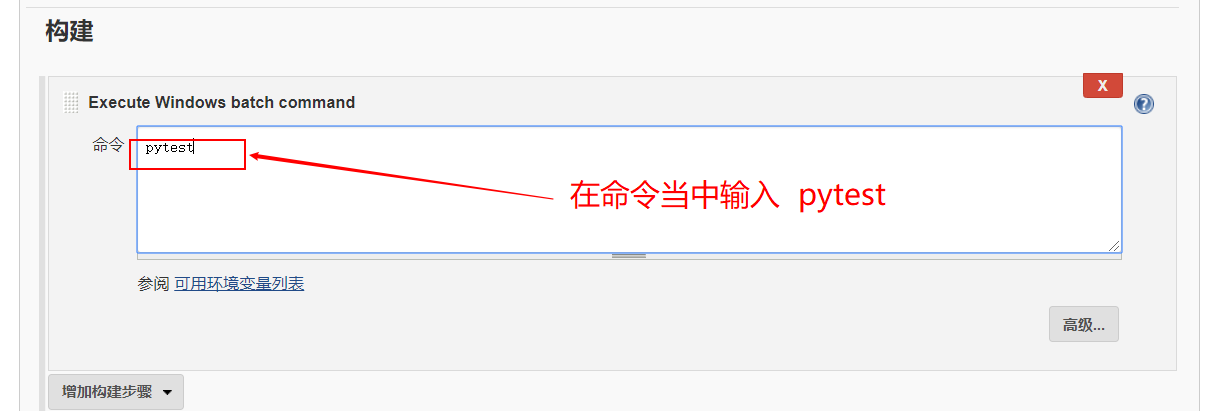 构建
Execute Windows batch command
X
命令
pytest
在命令当中输入 pytest
参阅 可用环境变量列表
高级...
增加构建步骤